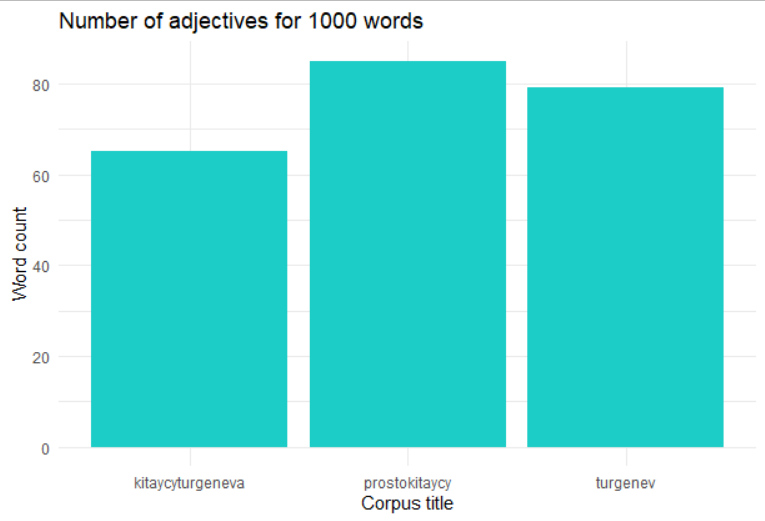 Number of adjectives for 1000 words
Word count
80
60
40
20
0
kitaycyturgeneva prostokitaycy turgenev
Corpus title